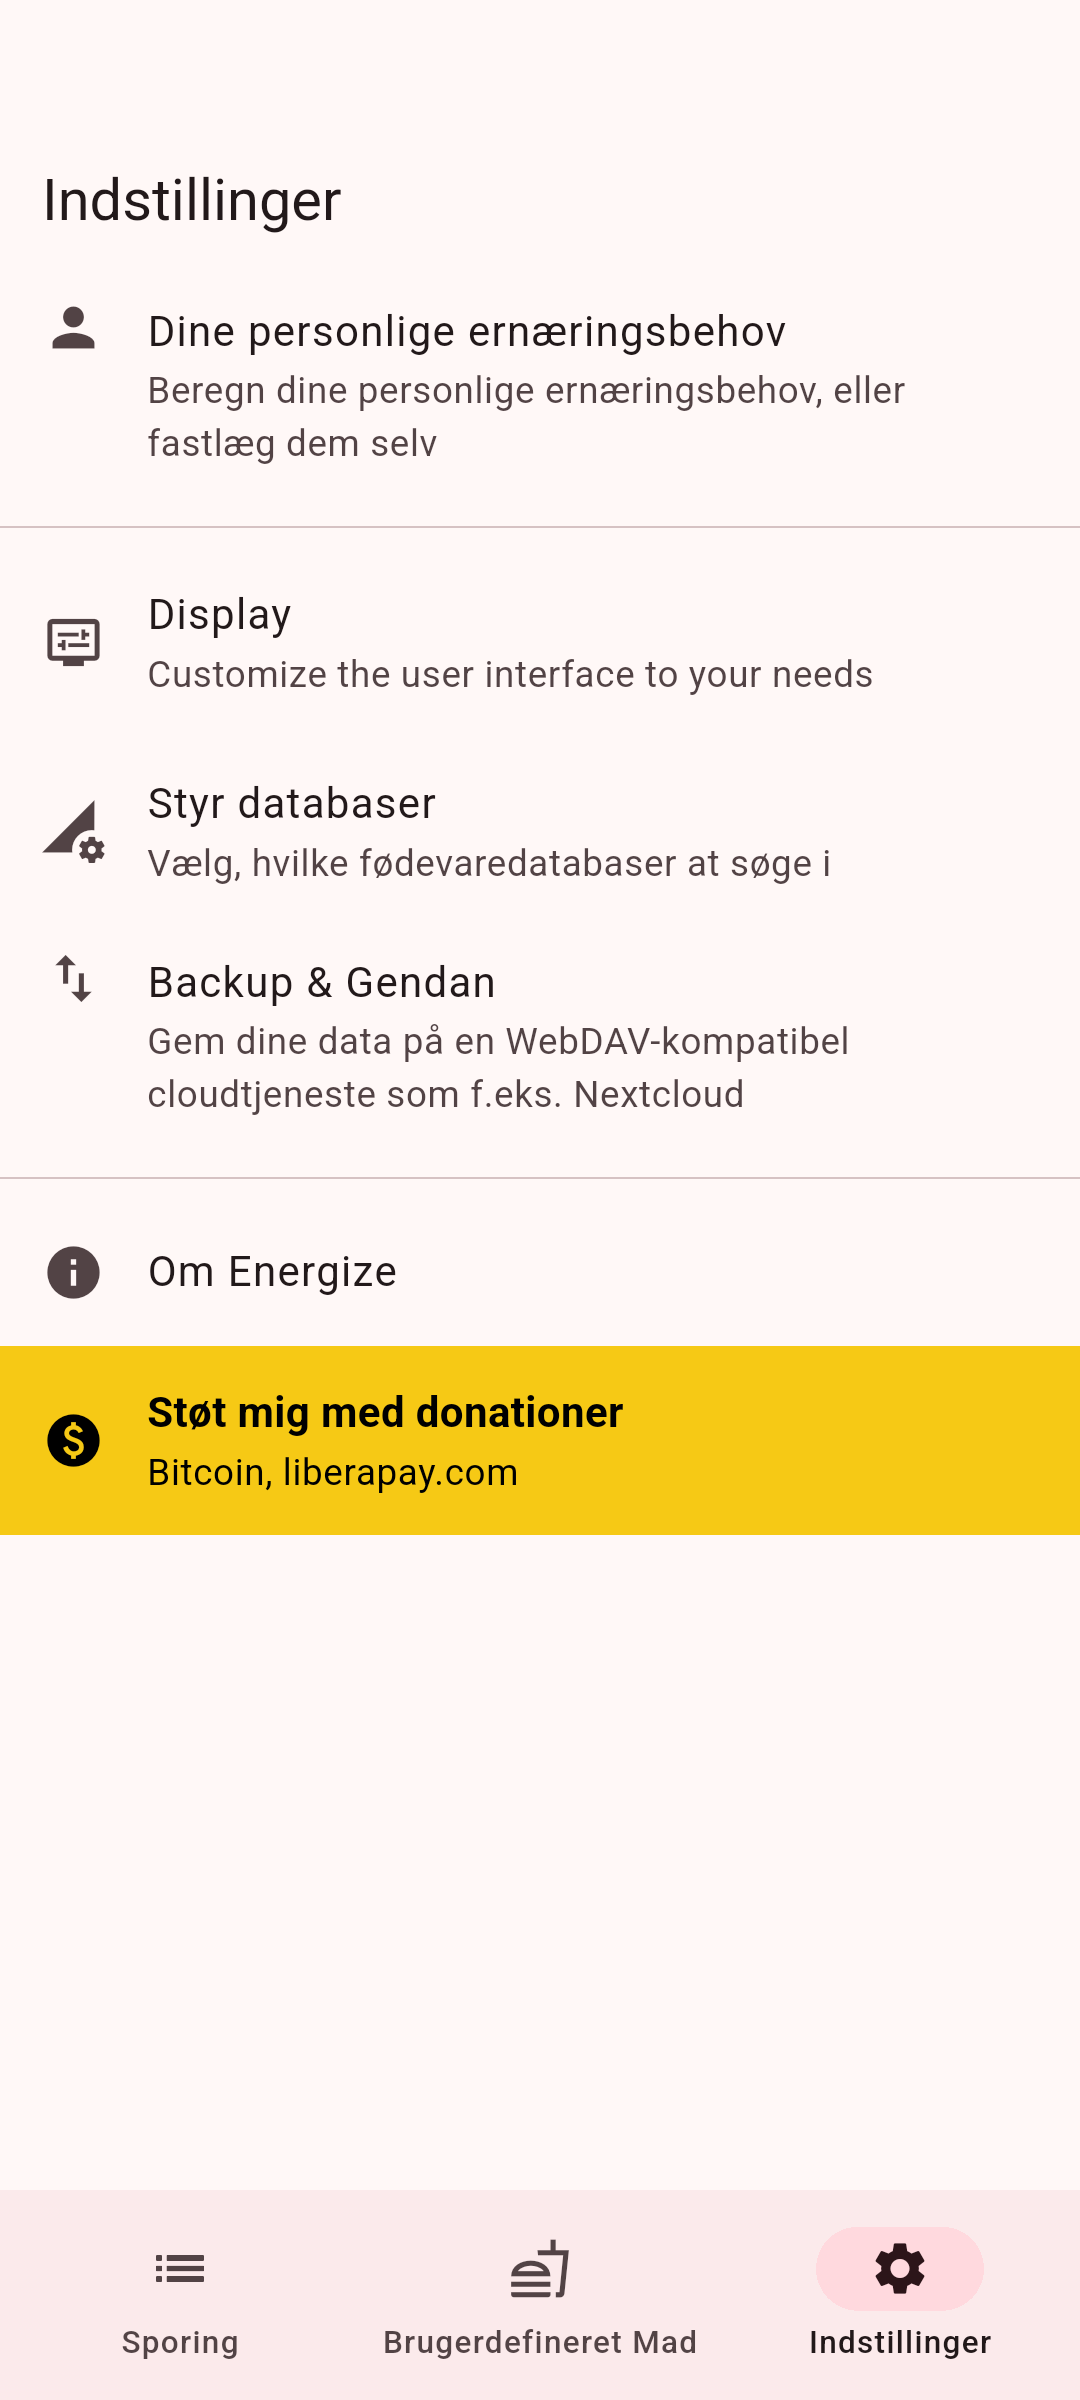 Indstillinger
Dine personlige ernæringsbehov
Beregn dine personlige ernæringsbehov, eller
fastlæg dem selv
Display
Customize the user interface to your needs
Styr databaser
Vælg, hvilke fødevaredatabaser at søge i
Backup & Gendan
Gem dine data på en WebDAV-kompatibel
cloudtjeneste som f.eks. Nextcloud
Om Energize
Støt mig med donationer
Bitcoin, liberapay.com
Sporing
Brugerdefineret Mad
Indstillinger